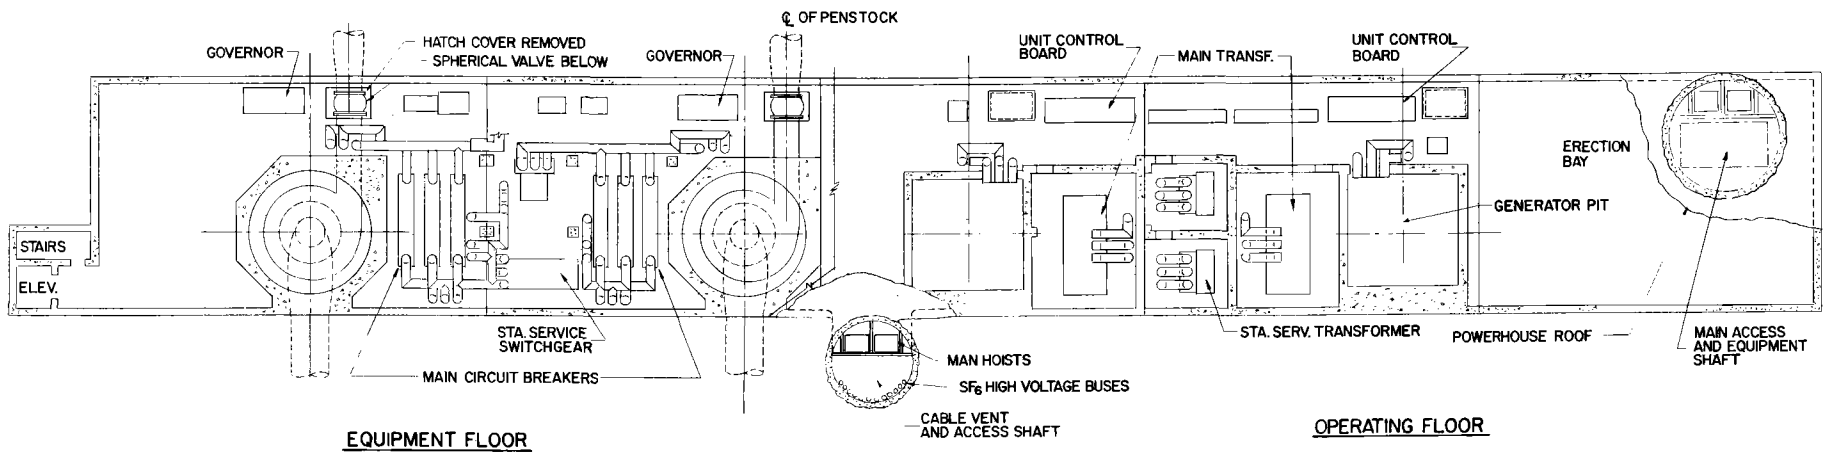 ℄ OF PENSTOCK
GOVERNOR
HATCH COVER REMOVED
- SPHERICAL VALVE BELOW
GOVERNOR
UNIT CONTROL
BOARD
MAIN TRANSF.
UNIT CONTROL
BOARD
ERECTION
BAY
GENERATOR PIT
STAIRS
ELEV.
STA. SERVICE
SWITCHGEAR
MAIN CIRCUIT BREAKERS
MAN HOISTS
SF6 HIGH VOLTAGE BUSES
CABLE VENT
AND ACCESS SHAFT
STA. SERV. TRANSFORMER
POWERHOUSE ROOF
MAIN ACCESS
AND EQUIPMENT
SHAFT
EQUIPMENT FLOOR
OPERATING FLOOR